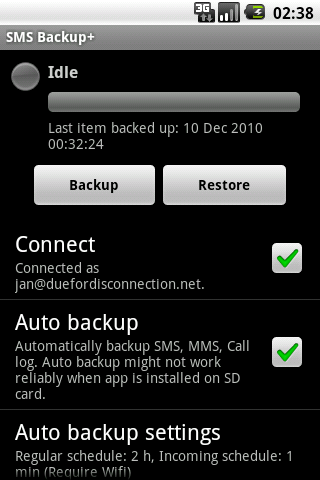 3G 02:38
SMS Backup+
Idle
Last item backed up: 10 Dec 2010
00:32:24
Backup Restore
Connect
Connected as
jan@duefordisconnection.net.
Auto backup
Automatically backup SMS, MMS, Call
log. Auto backup might not work
reliably when app is installed on SD
card.
Auto backup settings
Regular schedule: 2 h, Incoming schedule: 1
min (Require Wifi)